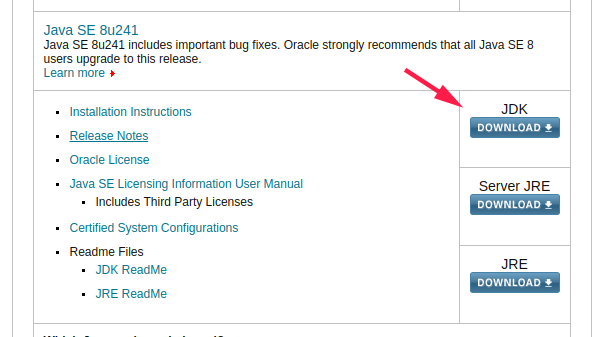 Java SE 8u241
Java SE 8u241 includes important bug fixes. Oracle strongly recommends that all Java SE 8
users upgrade to this release.
Learn more
Installation Instructions
Release Notes
Oracle License
Java SE Licensing Information User Manual
Includes Third Party Licenses
Certified System Configurations
Readme Files
JDK ReadMe
JRE ReadMe
JDK
DOWNLOAD
Server JRE
DOWNLOAD
JRE
DOWNLOAD